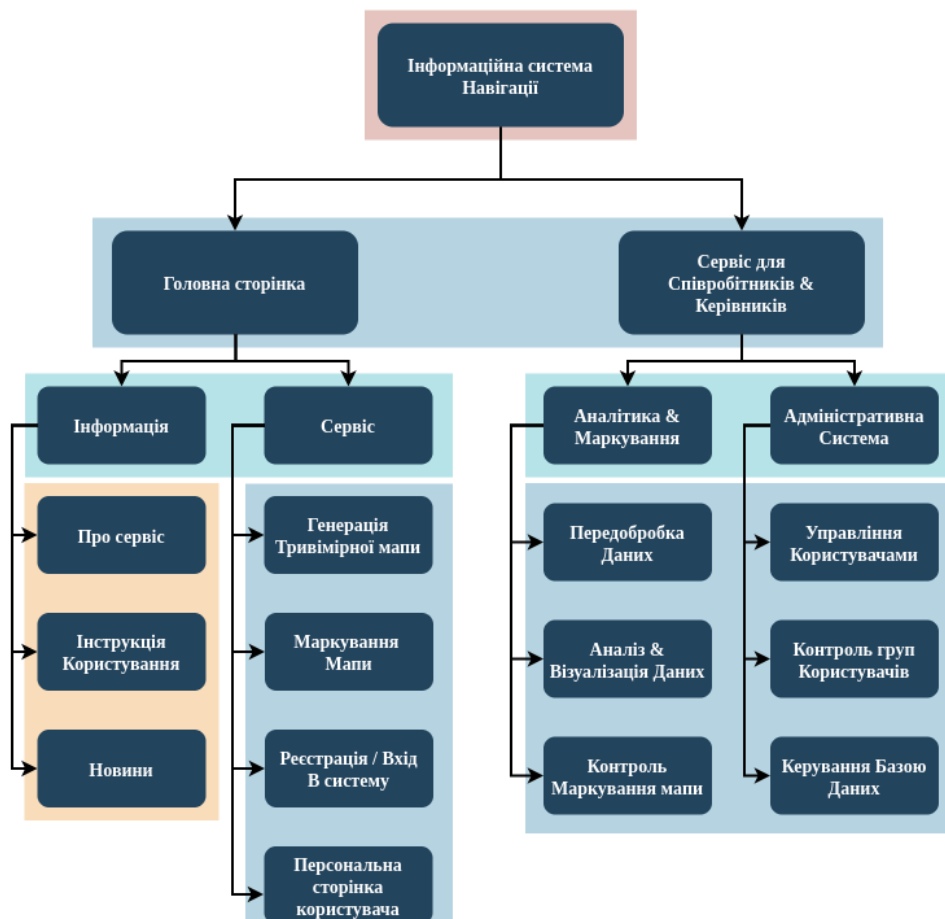 Інформаційна система
Навігації
Головна сторінка
Сервіс для
Співробітників &
Керівників
Інформація
Сервіс
Аналітика &
Маркування
Адміністративна
Система
Про сервіс
Інструкція
Користування
Новини
Генерація
Тривімірної мапи
Маркування
Мапи
Реєстрація / Вхід
В систему
Персональна
сторінка
користувача
Передобробка
Даних
Аналіз &
Візуалізація Даних
Контроль
Маркування мапи
Управління
Користувачами
Контроль груп
Користувачів
Керування Базою
Даних